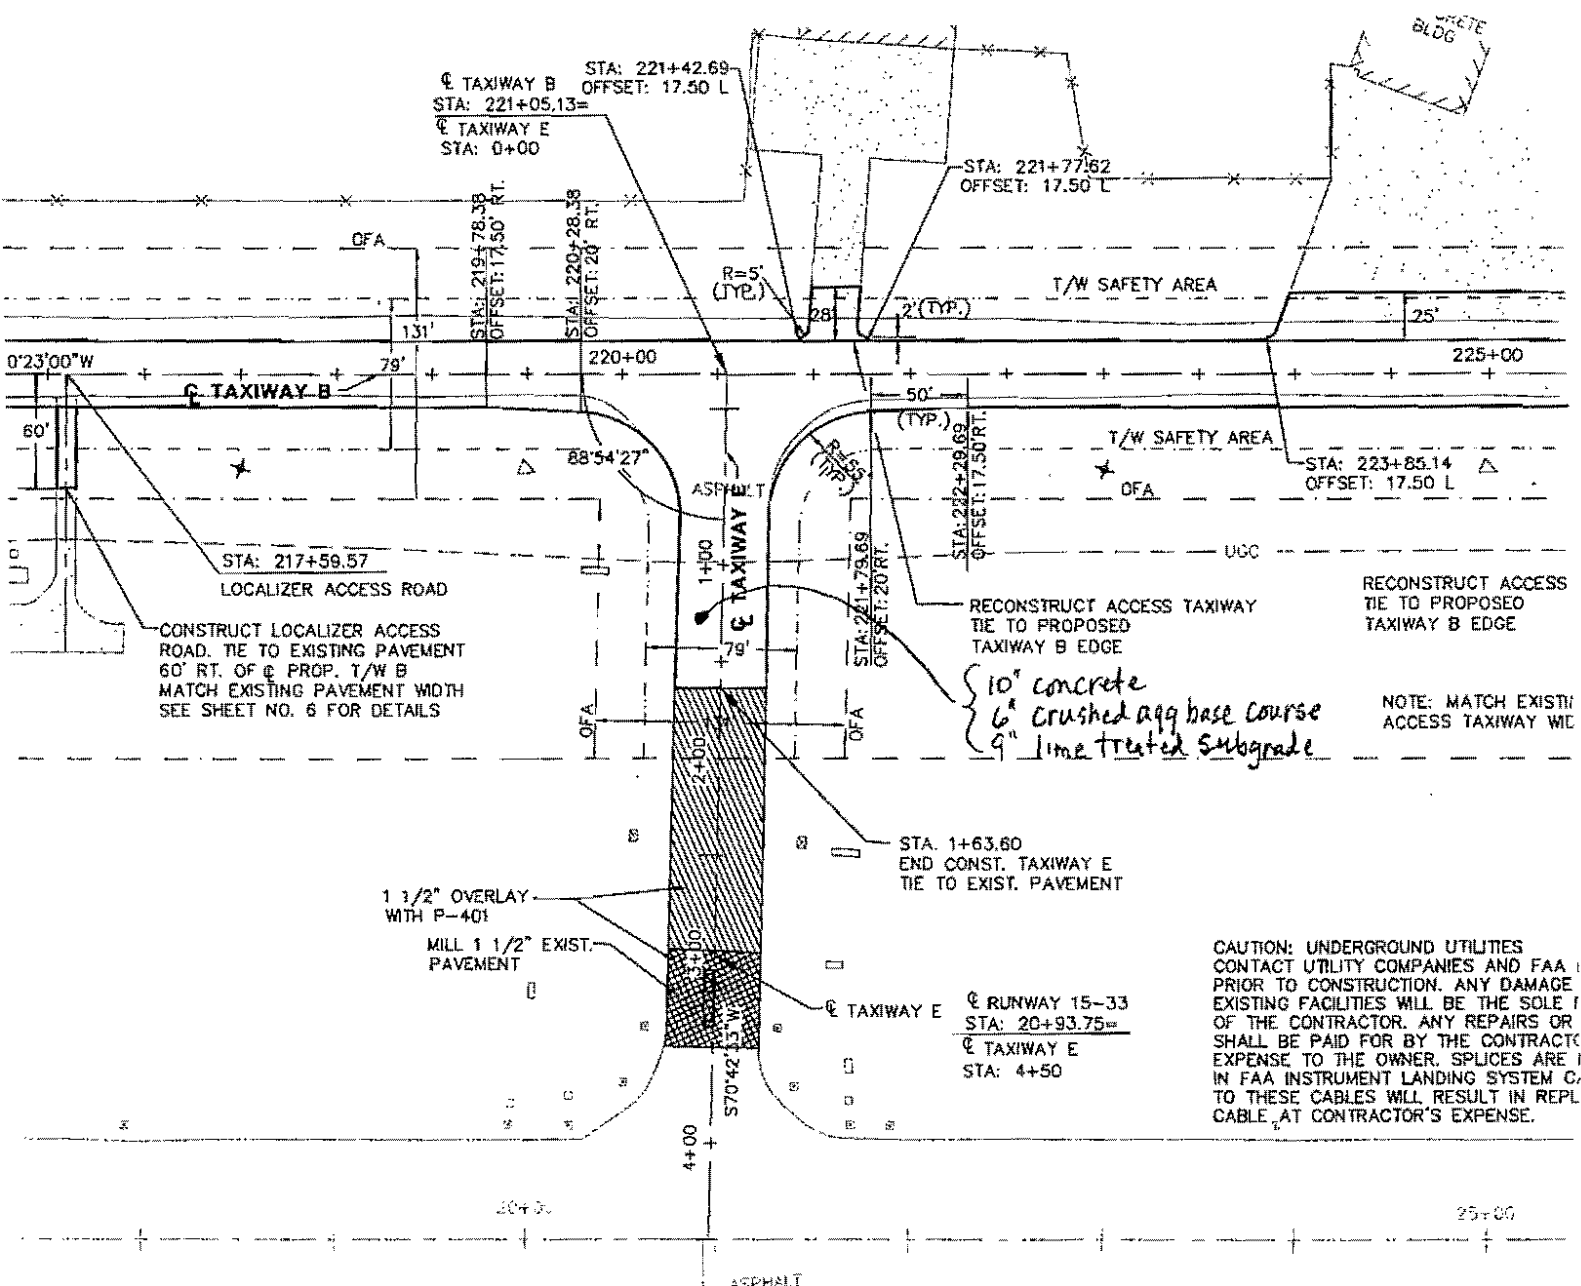 CRETE
BLDG
℄ TAXIWAY B
STA: 221+05.13=
℄ TAXIWAY E
STA: 0+00
STA: 221+42.69
OFFSET: 17.50 L
STA: 221+77.62
OFFSET: 17.50 L
OFA
STA: 219+78.38
OFFSET: 17.50' RT.
STA: 220+28.38
OFFSET: 20' RT.
R=5'
(TYP.)
T/W SAFETY AREA
131'
28'
2'(TYP.)
25'
0°23'00"W
79'
220+00
225+00
℄ TAXIWAY B
60'
50'
(TYP.)
T/W SAFETY AREA
88°54'27"
R=55'
(TYP.)
STA: 222+29.69
OFFSET: 17.50'RT.
STA: 223+85.14
OFFSET: 17.50 L
ASPHALT
OFA
℄ TAXIWAY E
1+00
STA: 217+59.57
LOCALIZER ACCESS ROAD
UGC
STA: 221+79.69
OFFSET: 20'RT.
CONSTRUCT LOCALIZER ACCESS
ROAD. TIE TO EXISTING PAVEMENT
60' RT. OF ℄ PROP. T/W B
MATCH EXISTING PAVEMENT WIDTH
SEE SHEET NO. 6 FOR DETAILS
RECONSTRUCT ACCESS TAXIWAY
TIE TO PROPOSED
TAXIWAY B EDGE
RECONSTRUCT ACCESS
TIE TO PROPOSED
TAXIWAY B EDGE
79'
10" concrete
6" crushed agg base course
9" lime treated subgrade
NOTE: MATCH EXISTI
ACCESS TAXIWAY WID
OFA
OFA
2+00
STA. 1+63.60
END CONST. TAXIWAY E
TIE TO EXIST. PAVEMENT
1 1/2" OVERLAY
WITH P-401
MILL 1 1/2" EXIST.
PAVEMENT
3+00
℄ TAXIWAY E
℄ RUNWAY 15-33
STA: 20+93.75=
℄ TAXIWAY E
STA: 4+50
S70°42'33"W
CAUTION: UNDERGROUND UTILITIES
CONTACT UTILITY COMPANIES AND FAA
PRIOR TO CONSTRUCTION. ANY DAMAGE
EXISTING FACILITIES WILL BE THE SOLE
OF THE CONTRACTOR. ANY REPAIRS OR
SHALL BE PAID FOR BY THE CONTRACTO
EXPENSE TO THE OWNER. SPLICES ARE
IN FAA INSTRUMENT LANDING SYSTEM CA
TO THESE CABLES WILL RESULT IN REPL
CABLE AT CONTRACTOR'S EXPENSE.
4+00
20+00
25+00
ASPHALT